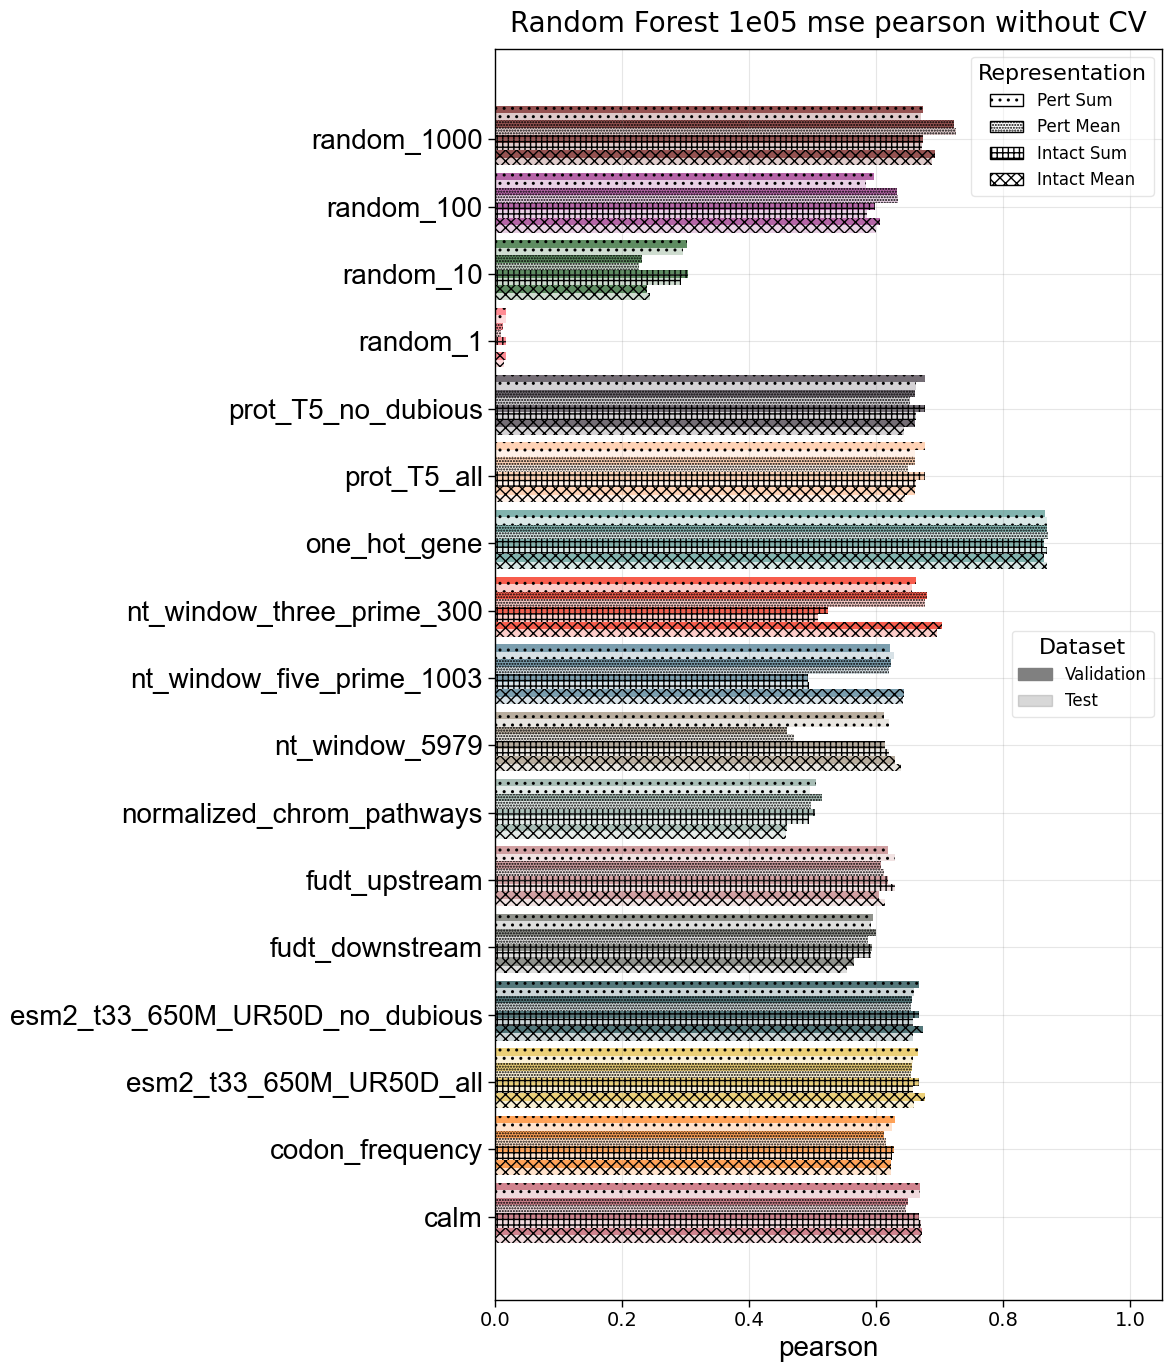 Random Forest 1e05 mse pearson without CV
Representation
Pert Sum
Pert Mean
Intact Sum
Intact Mean
random_1000
random_100
random_10
random_1
prot_T5_no_dubious
prot_T5_all
one_hot_gene
nt_window_three_prime_300
Dataset
Validation
Test
nt_window_five_prime_1003
nt_window_5979
normalized_chrom_pathways
fudt_upstream
fudt_downstream
esm2_t33_650M_UR50D_no_dubious
esm2_t33_650M_UR50D_all
codon_frequency
calm
0.0 0.2 0.4 0.6 0.8 1.0
pearson